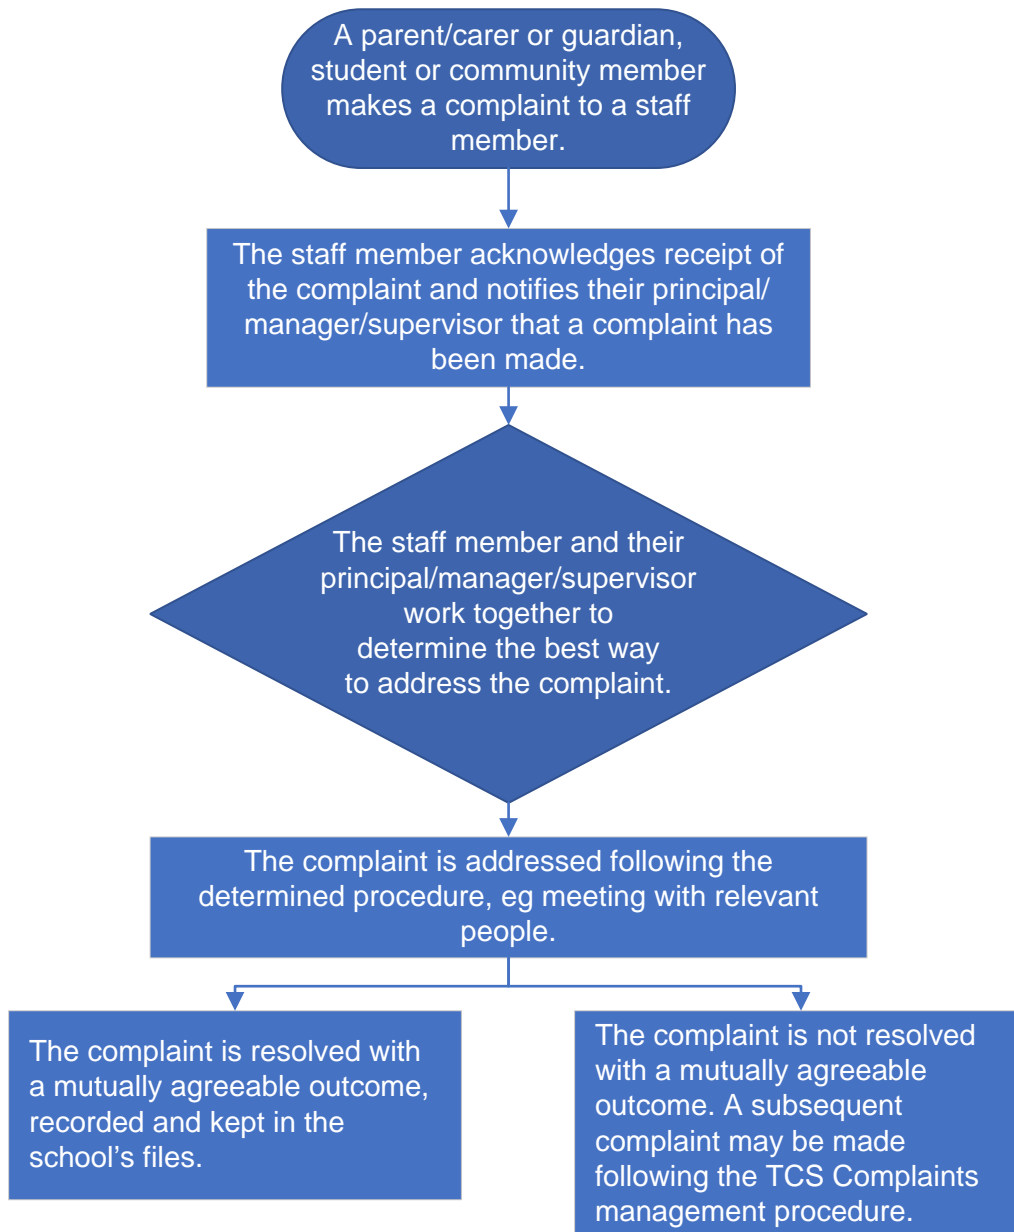 A parent/carer or guardian,
student or community member
makes a complaint to a staff
member.
The staff member acknowledges receipt of
the complaint and notifies their principal/
manager/supervisor that a complaint has
been made.
The staff member and their
principal/manager/supervisor
work together to
determine the best way
to address the complaint.
The complaint is addressed following the
determined procedure, eg meeting with relevant
people.
The complaint is resolved with
a mutually agreeable outcome,
recorded and kept in the
school's files.
The complaint is not resolved
with a mutually agreeable
outcome. A subsequent
complaint may be made
following the TCS Complaints
management procedure.